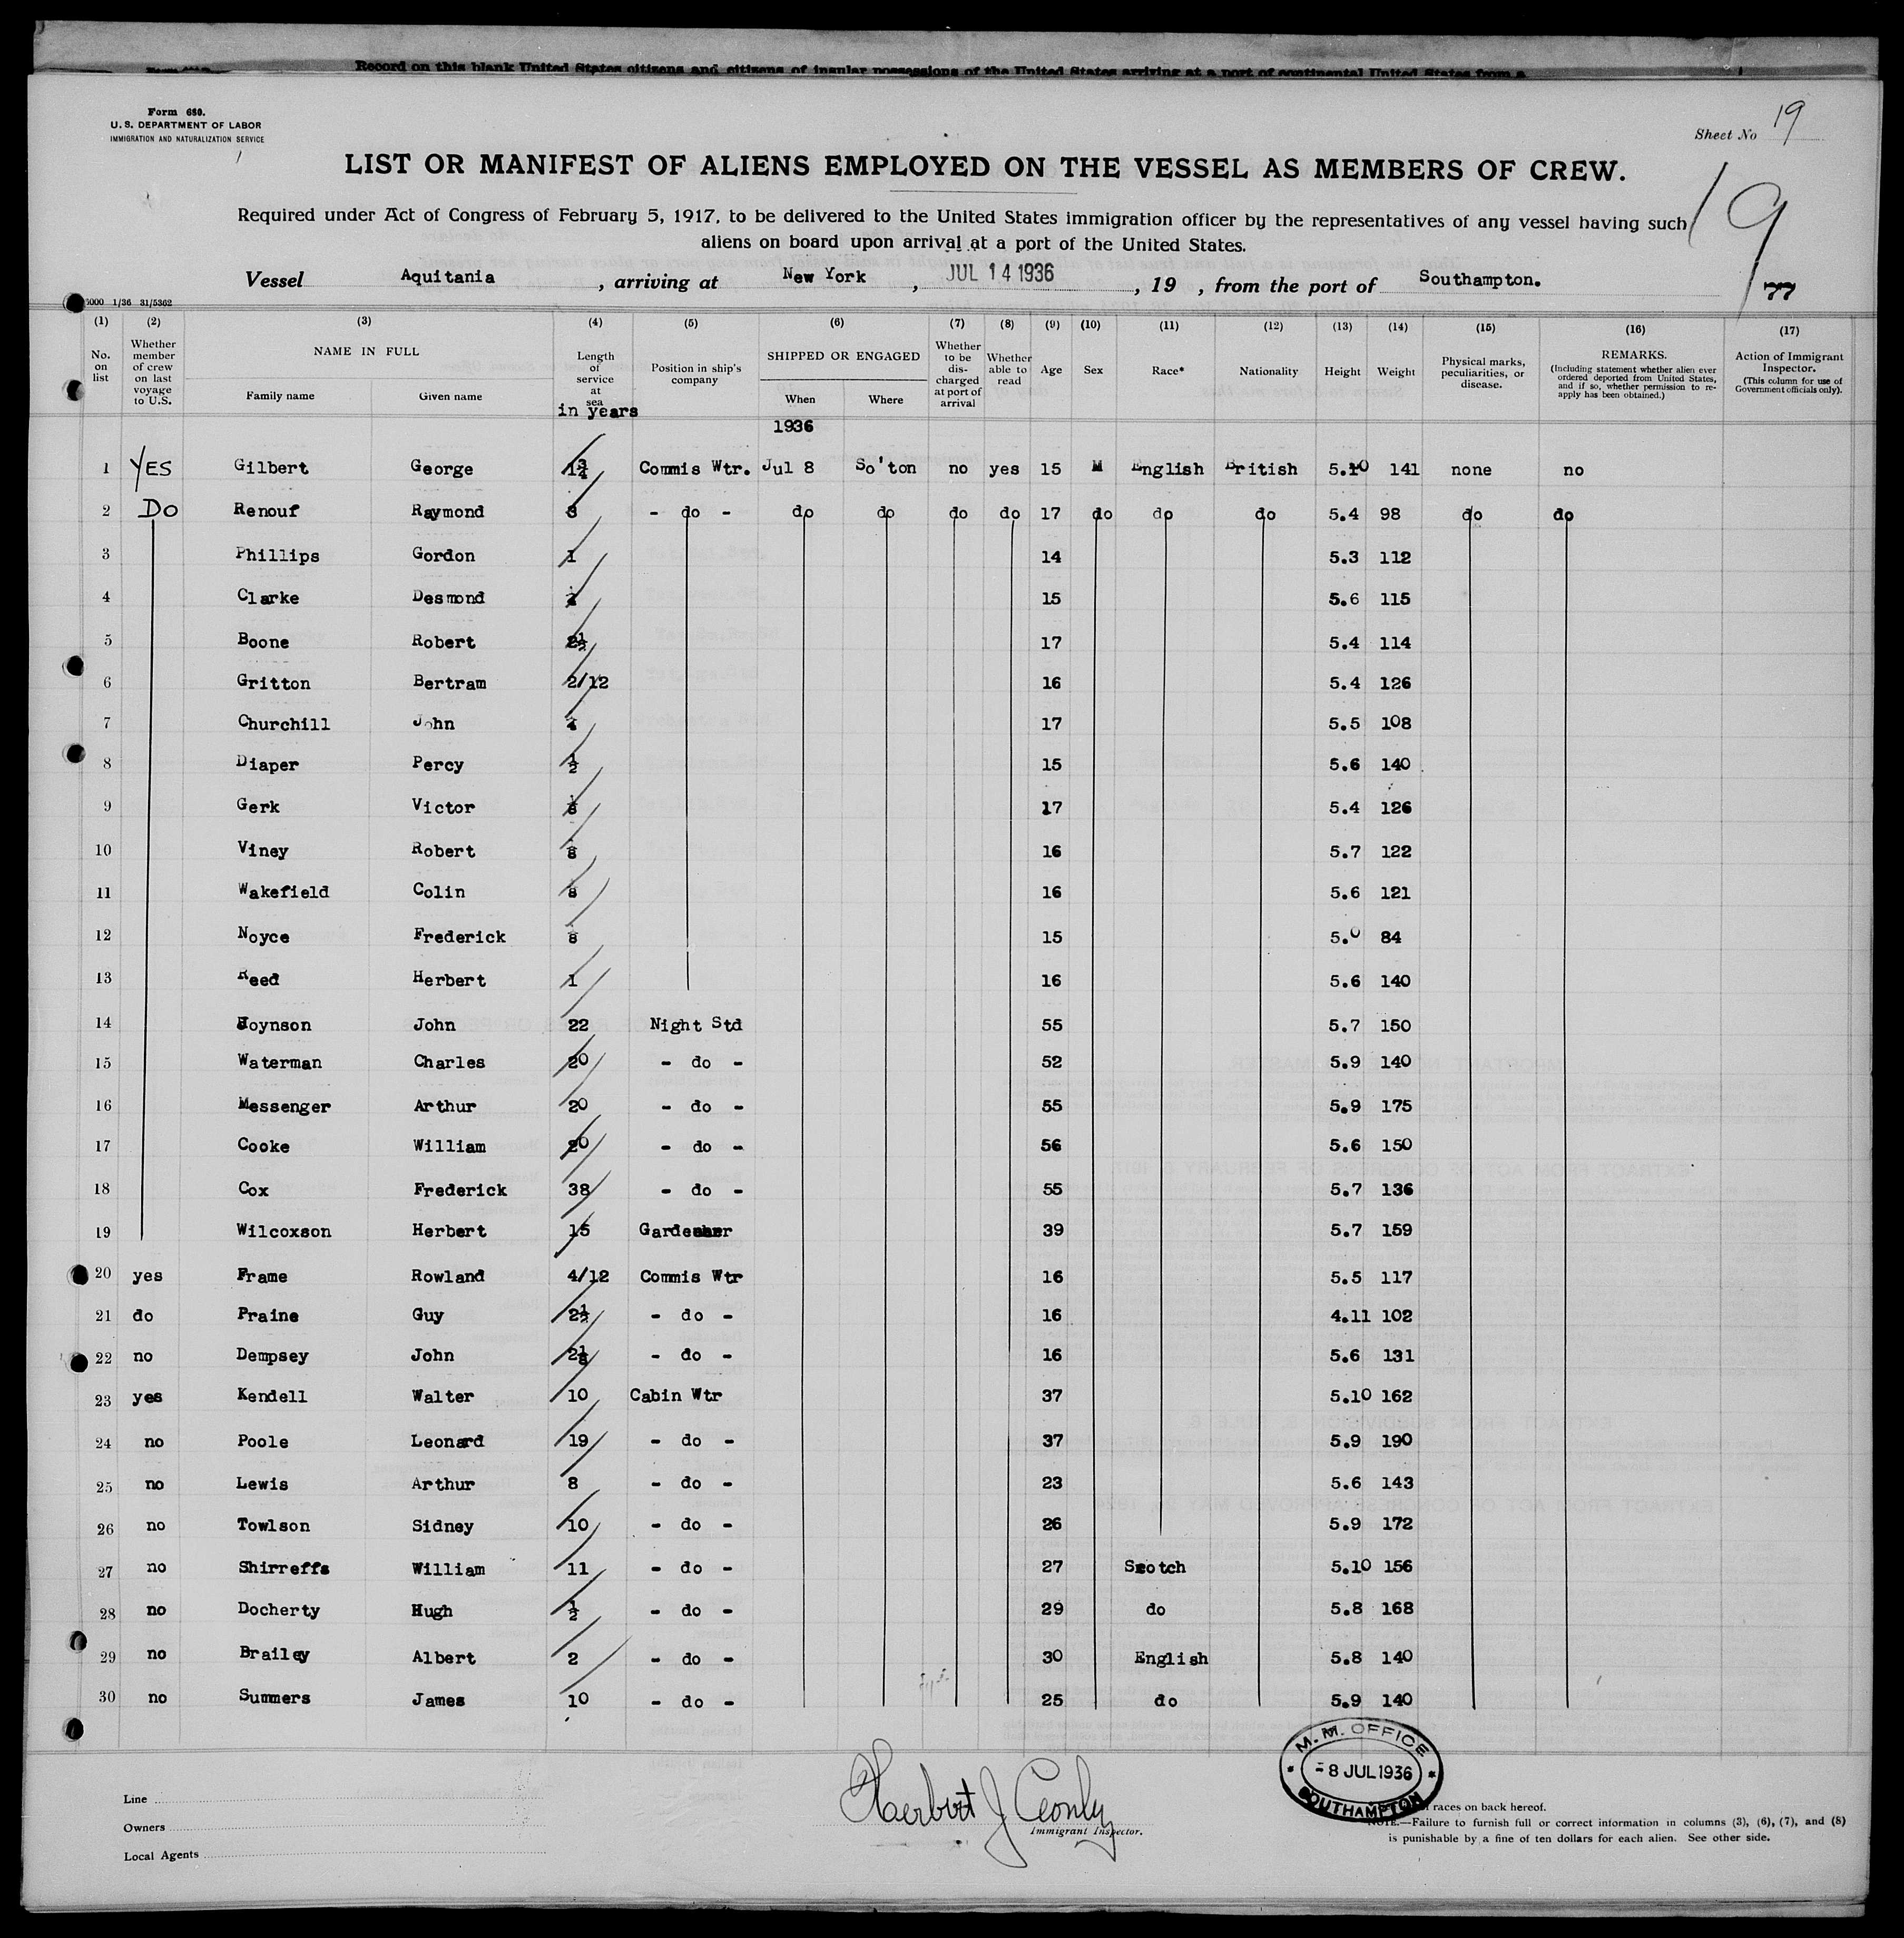 Record on this blank United States citizens and citizens of insular possessions of the United States arriving at a port of continental United States from a
Form 680.
U. S. DEPARTMENT OF LABOR
IMMIGRATION AND NATURALIZATION SERVICE
Sheet No 19
LIST OR MANIFEST OF ALIENS EMPLOYED ON THE VESSEL AS MEMBERS OF CREW.
19
Required under Act of Congress of February 5, 1917, to be delivered to the United States immigration officer by the representatives of any vessel having such
aliens on board upon arrival at a port of the United States.
Vessel Aquitania, arriving at New York, JUL 14 1936, 19 , from the port of Southampton.
77
5000 1/36 31/5362
(1) (2) (3) (4) (5) (6) (7) (8) (9) (10) (11) (12) (13) (14) (15) (16) (17)
No. on list
Whether member of crew on last voyage to U.S.
NAME IN FULL
Family name Given name
Length of service at sea
in years
Position in ship's company
SHIPPED OR ENGAGED
When Where
1936
Whether to be discharged at port of arrival
Whether able to read
Age Sex Race* Nationality Height Weight
Physical marks, peculiarities, or disease.
REMARKS.
(Including statement whether alien ever ordered deported from United States, and if so, whether permission to reapply has been obtained.)
Action of Immigrant Inspector.
(This column for use of Government officials only).
1 YES Gilbert George 1¾ Commis Wtr. Jul 8 So'ton no yes 15 M English British 5.10 141 none no
2 DO Renouf Raymond 3 - do - do do do do 17 do do do 5.4 98 do do
3 Phillips Gordon 1 14 5.3 112
4 Clarke Desmond 15 5.6 115
5 Boone Robert 2½ 17 5.4 114
6 Gritton Bertram 2/12 16 5.4 126
7 Churchill John 17 5.5 108
8 Diaper Percy ½ 15 5.6 140
9 Gerk Victor 17 5.4 126
10 Viney Robert 16 5.7 122
11 Wakefield Colin 16 5.6 121
12 Noyce Frederick 15 5.0 84
13 Reed Herbert 1 16 5.6 140
14 Joynson John 22 Night Std 55 5.7 150
15 Waterman Charles 20 - do - 52 5.9 140
16 Messenger Arthur 20 - do - 55 5.9 175
17 Cooke William 20 - do - 56 5.6 150
18 Cox Frederick 38 - do - 55 5.7 136
19 Wilcoxson Herbert 15 Gardener 39 5.7 159
20 yes Frame Rowland 4/12 Commis Wtr 16 5.5 117
21 do Praine Guy 2½ - do - 16 4.11 102
22 no Dempsey John - do - 16 5.6 131
23 yes Kendell Walter 10 Cabin Wtr 37 5.10 162
24 no Poole Leonard 19 - do - 37 5.9 190
25 no Lewis Arthur 8 - do - 23 5.6 143
26 no Towlson Sidney 10 - do - 26 5.9 172
27 no Shirreffs William 11 - do - 27 Scotch 5.10 156
28 no Docherty Hugh ½ - do - 29 do 5.8 168
29 no Brailey Albert 2 - do - 30 English 5.8 140
30 no Summers James 10 - do - 25 do 5.9 140
Line
Owners
Local Agents
Herbert J
Immigrant Inspector.
M. M. OFFICE
-8 JUL 1936
SOUTHAMPTON
races on back hereof.
NOTE.—Failure to furnish full or correct information in columns (3), (6), (7), and (8)
is punishable by a fine of ten dollars for each alien. See other side.